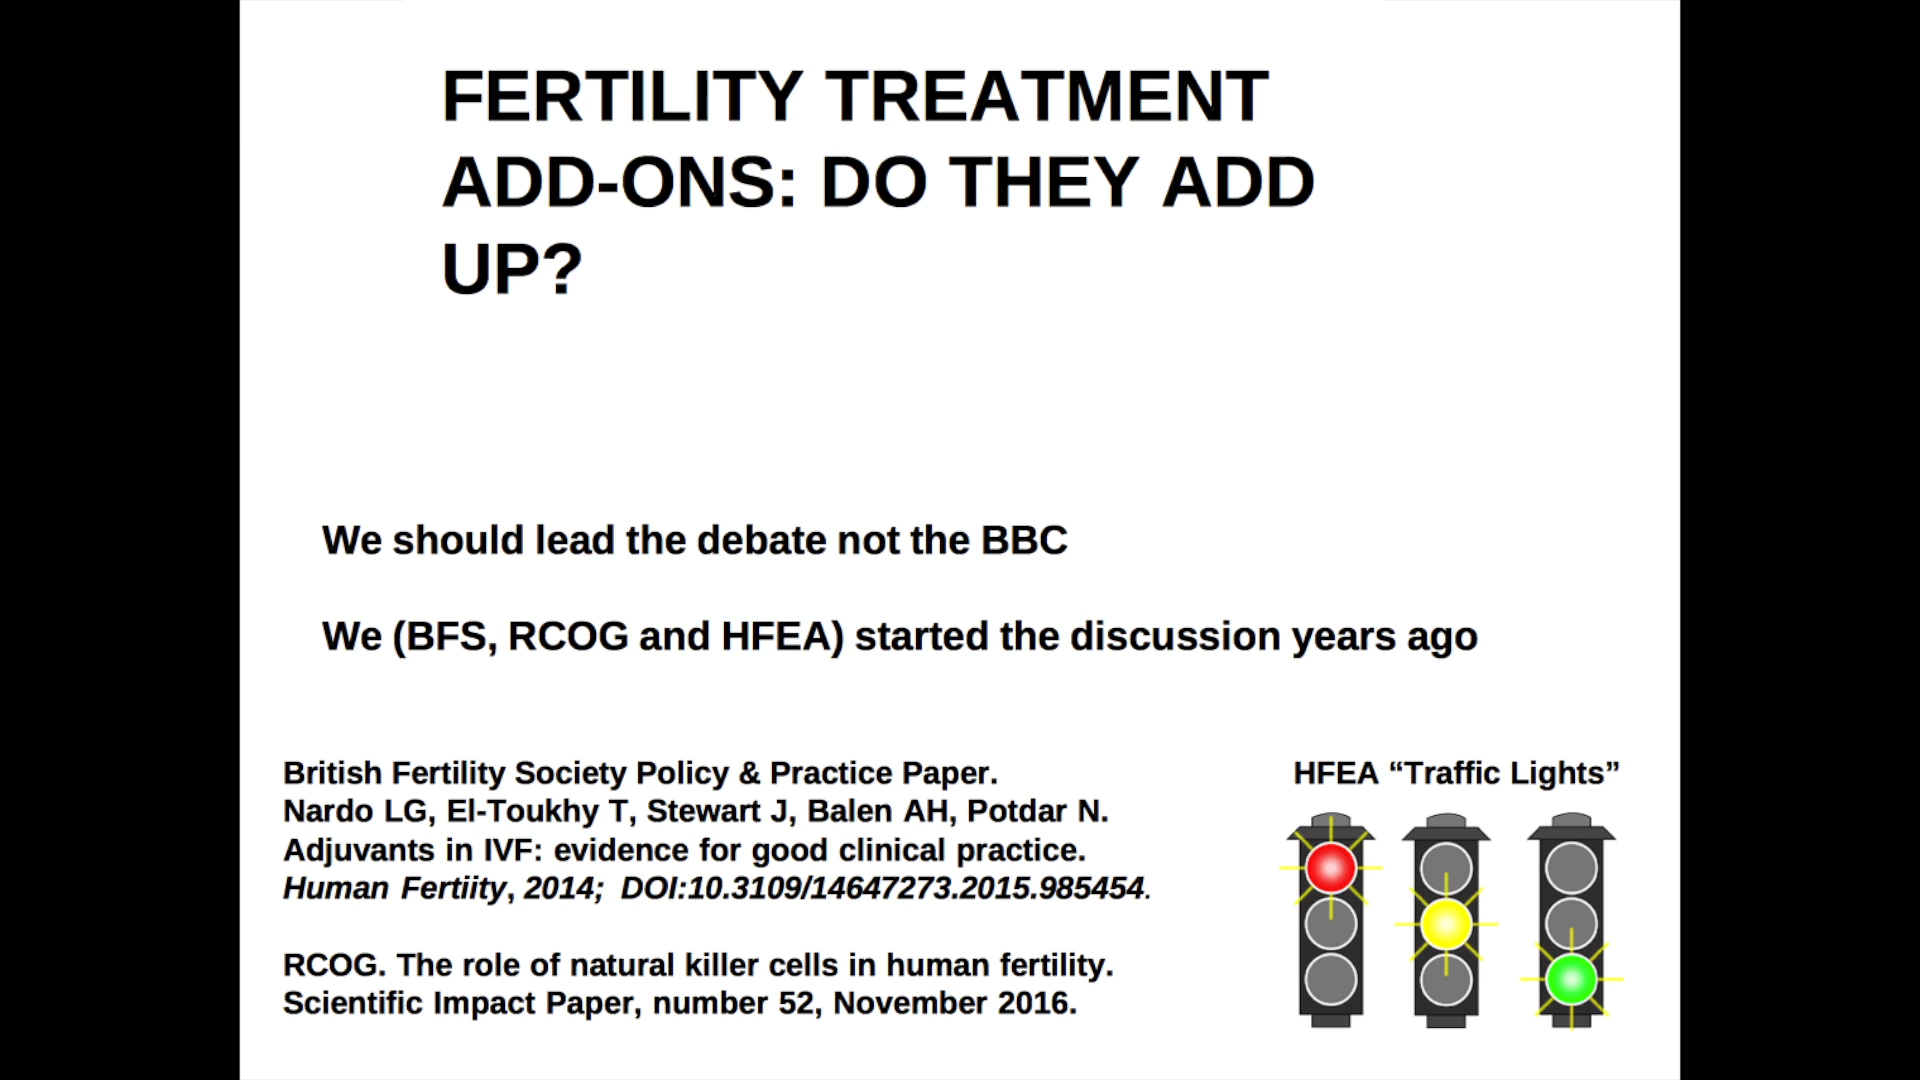 FERTILITY TREATMENT
ADD-ONS: DO THEY ADD
UP?
We should lead the debate not the BBC
We (BFS, RCOG and HFEA) started the discussion years ago
British Fertility Society Policy & Practice Paper.
Nardo LG, El-Toukhy T, Stewart J, Balen AH, Potdar N.
Adjuvants in IVF: evidence for good clinical practice.
Human Fertiity, 2014; DOI:10.3109/14647273.2015.985454.
RCOG. The role of natural killer cells in human fertility.
Scientific Impact Paper, number 52, November 2016.
HFEA “Traffic Lights”